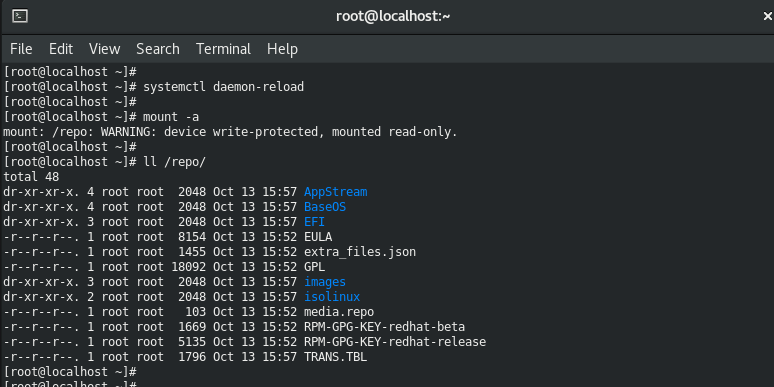 root@localhost:~
File Edit View Search Terminal Help
[root@localhost ~]#
[root@localhost ~]# systemctl daemon-reload
[root@localhost ~]#
[root@localhost ~]# mount -a
mount: /repo: WARNING: device write-protected, mounted read-only.
[root@localhost ~]#
[root@localhost ~]# ll /repo/
total 48
dr-xr-xr-x. 4 root root  2048 Oct 13 15:57 AppStream
dr-xr-xr-x. 4 root root  2048 Oct 13 15:57 BaseOS
dr-xr-xr-x. 3 root root  2048 Oct 13 15:57 EFI
-r--r--r--. 1 root root  8154 Oct 13 15:52 EULA
-r--r--r--. 1 root root  1455 Oct 13 15:52 extra_files.json
-r--r--r--. 1 root root 18092 Oct 13 15:52 GPL
dr-xr-xr-x. 3 root root  2048 Oct 13 15:57 images
dr-xr-xr-x. 2 root root  2048 Oct 13 15:57 isolinux
-r--r--r--. 1 root root   103 Oct 13 15:52 media.repo
-r--r--r--. 1 root root  1669 Oct 13 15:52 RPM-GPG-KEY-redhat-beta
-r--r--r--. 1 root root  5135 Oct 13 15:52 RPM-GPG-KEY-redhat-release
-r--r--r--. 1 root root  1796 Oct 13 15:57 TRANS.TBL
[root@localhost ~]#
[root@localhost ~]#